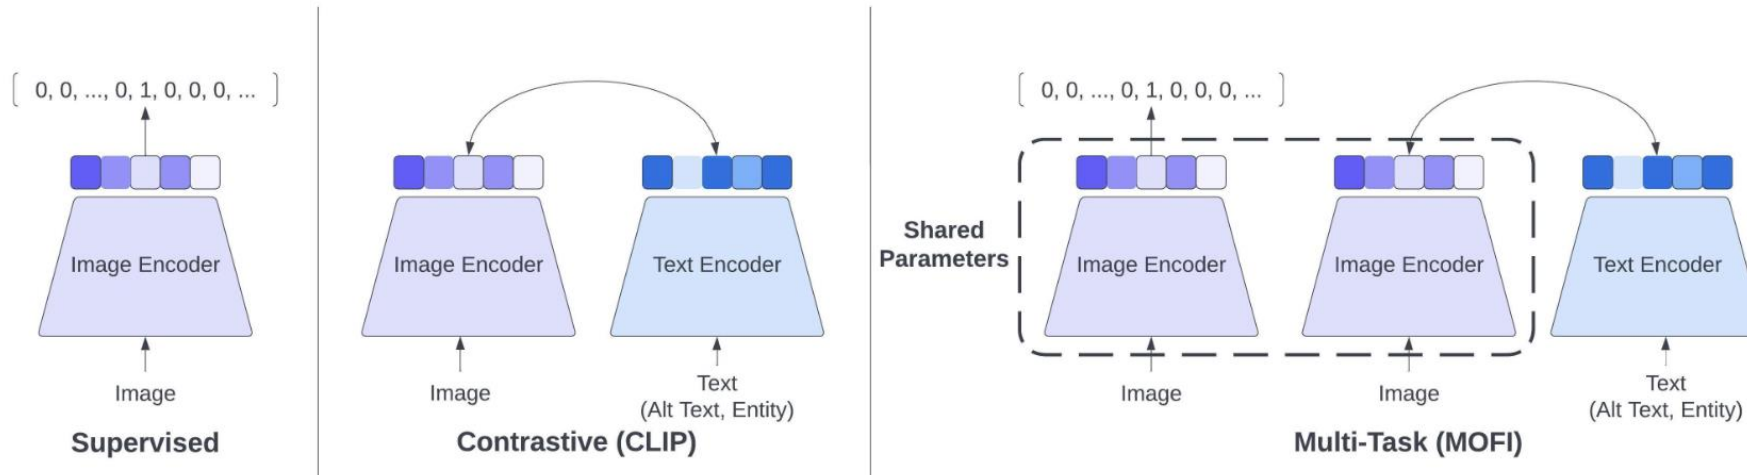 [ 0, 0, ..., 0, 1, 0, 0, 0, ... ]
Image Encoder
Image
Supervised
Image Encoder
Text Encoder
Image
Text
(Alt Text, Entity)
Contrastive (CLIP)
[ 0, 0, ..., 0, 1, 0, 0, 0, ... ]
Shared
Parameters
Image Encoder
Image Encoder
Text Encoder
Image
Image
Text
(Alt Text, Entity)
Multi-Task (MOFI)